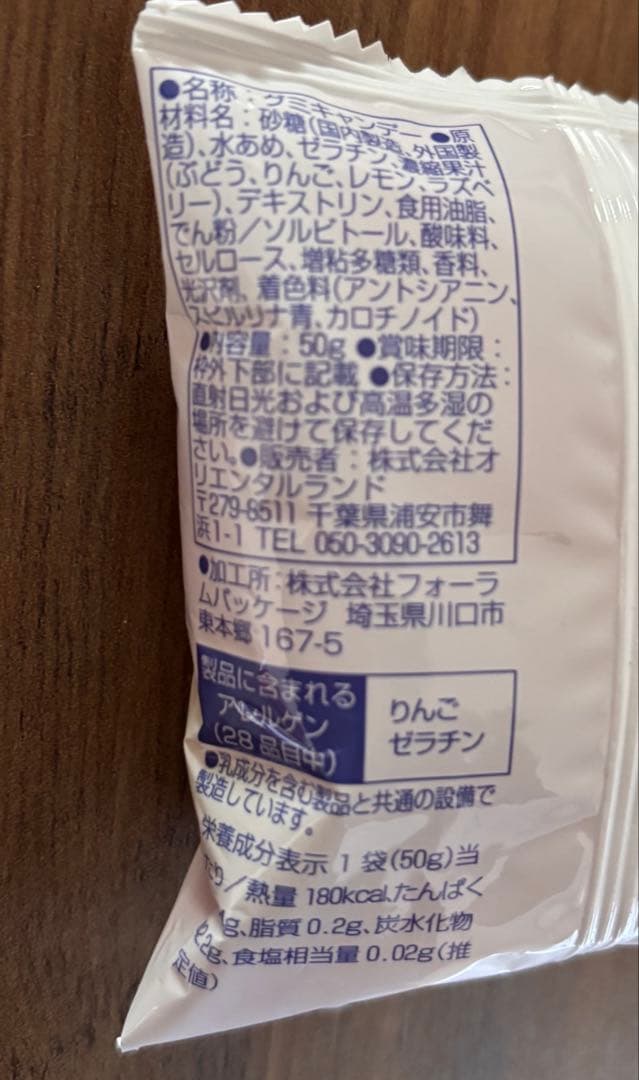 ●名称：グミキャンデー ●原
材料名：砂糖(国内製造、外国製
造)、水あめ、ゼラチン、濃縮果汁
(ぶどう、りんご、レモン、ラズベ
リー)、デキストリン、食用油脂、
でん粉／ソルビトール、酸味料、
セルロース、増粘多糖類、香料、
光沢剤、着色料(アントシアニン、
スピルリナ青、カロチノイド)
●内容量：50g ●賞味期限：
枠外下部に記載 ●保存方法：
直射日光および高温多湿の
場所を避けて保存してくだ
さい。●販売者：株式会社オ
リエンタルランド
〒279-8511 千葉県浦安市舞
浜1-1 TEL 050-3090-2613
●加工所：株式会社フォーラ
ムパッケージ 埼玉県川口市
東本郷 167-5
製品に含まれる
アレルゲン
(28品目中)
りんご
ゼラチン
●乳成分を含む製品と共通の設備で
製造しています。
栄養成分表示 1 袋(50g)当
たり／熱量 180kcal、たんぱく
g、脂質 0.2g、炭水化物
2g、食塩相当量 0.02g(推
定値)